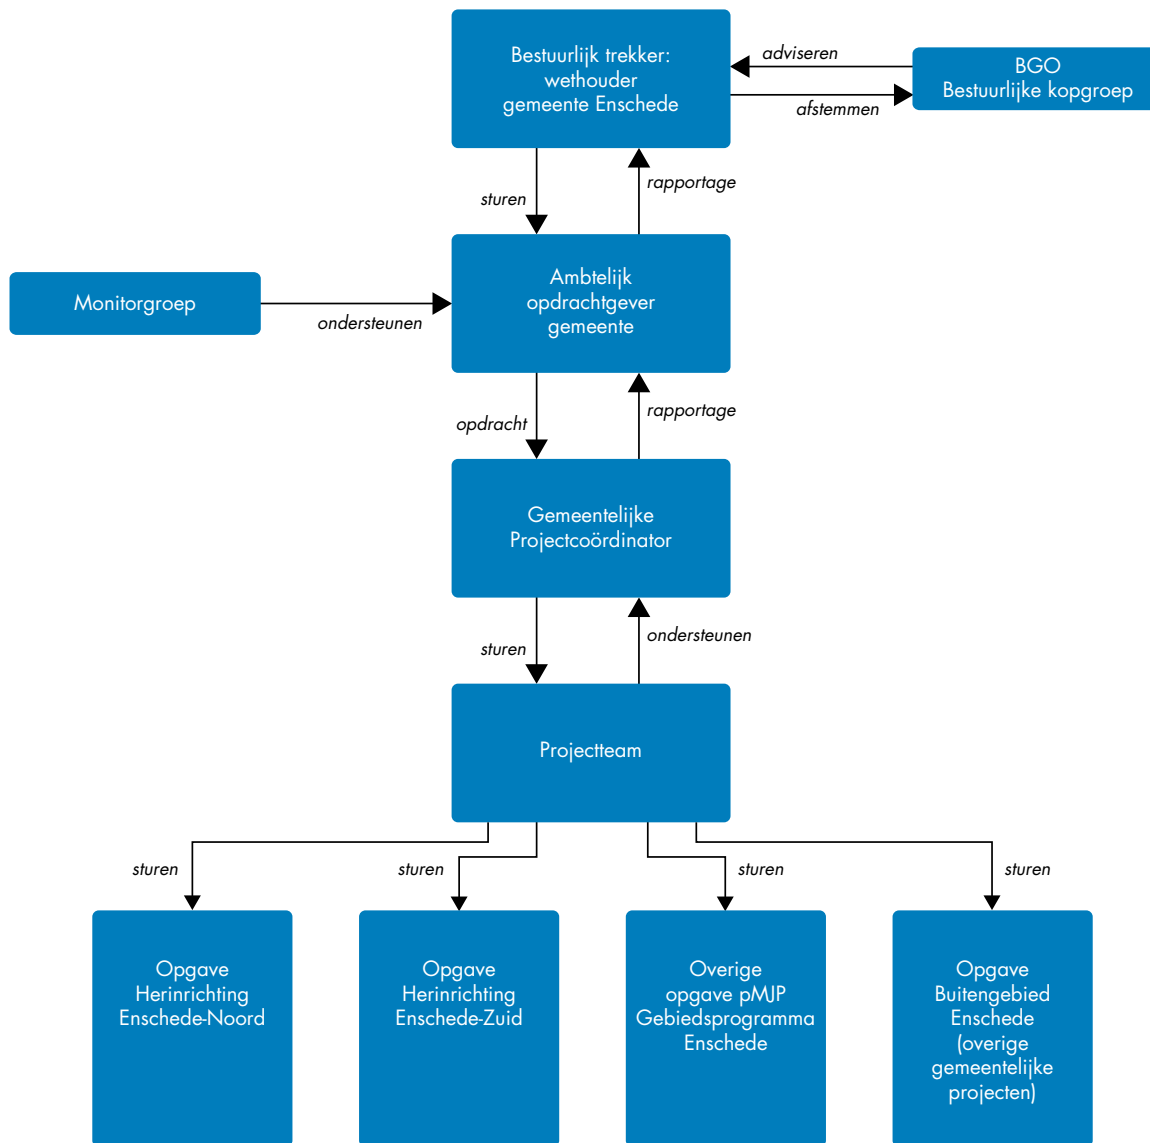 Bestuurlijk trekker:
wethouder
gemeente Enschede
adviseren
afstemmen
BGO
Bestuurlijke kopgroep
sturen
rapportage
Monitorgroep
ondersteunen
Ambtelijk
opdrachtgever
gemeente
opdracht
rapportage
Gemeentelijke
Projectcoördinator
sturen
ondersteunen
Projectteam
sturen
sturen
sturen
sturen
Opgave
Herinrichting
Enschede-Noord
Opgave
Herinrichting
Enschede-Zuid
Overige
opgave pMJP
Gebiedsprogramma
Enschede
Opgave
Buitengebied
Enschede
(overige
gemeentelijke
projecten)